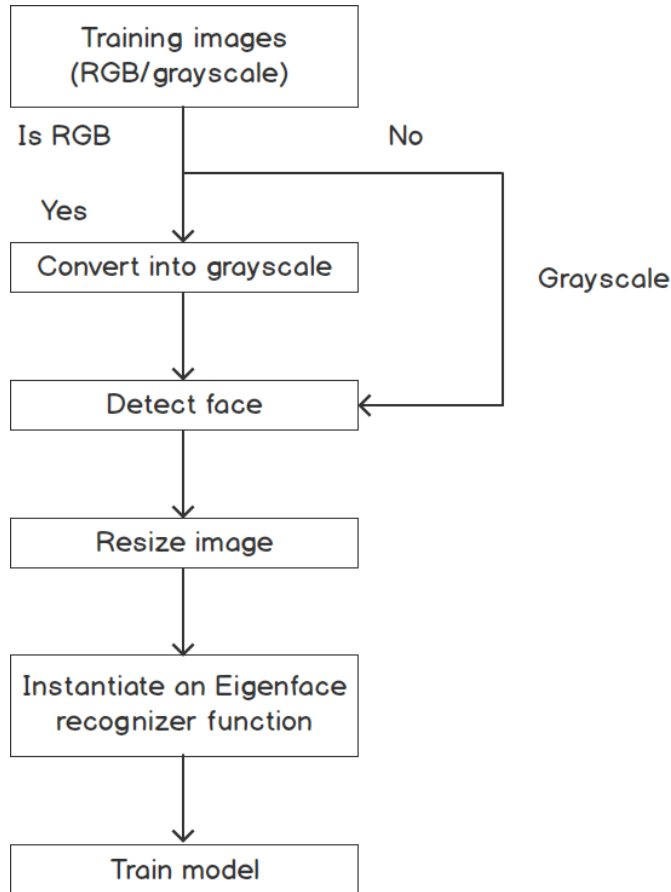 Training images
(RGB/grayscale)
Is RGB
No
Yes
Convert into grayscale
Grayscale
Detect face
Resize image
Instantiate an Eigenface
recognizer function
Train model